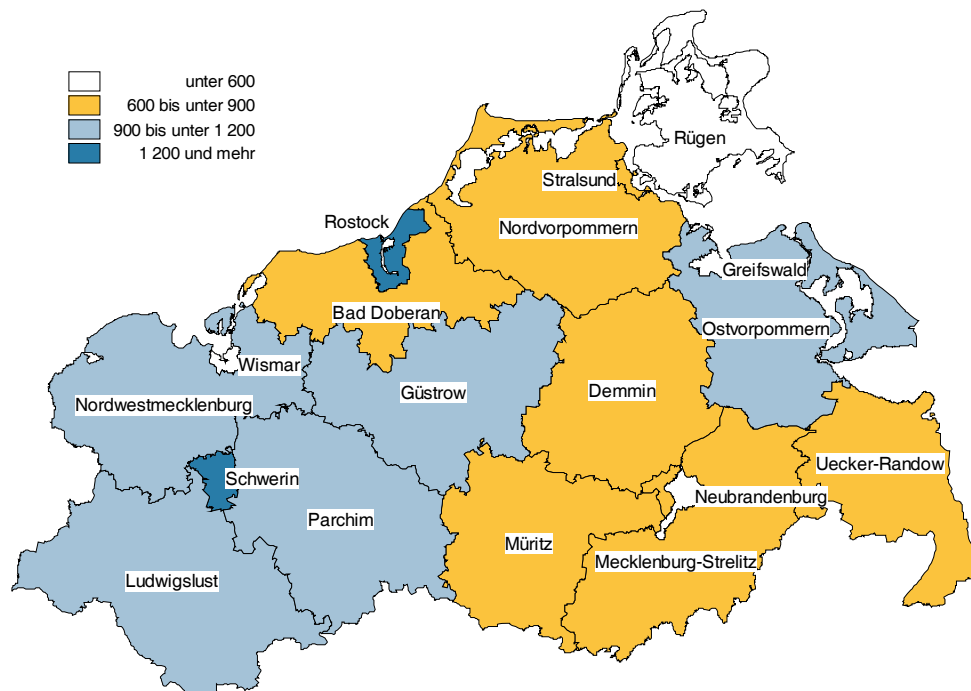 unter 600
600 bis unter 900
900 bis unter 1 200
1 200 und mehr
Rügen
Stralsund
Rostock
Nordvorpommern
Greifswald
Bad Doberan
Ostvorpommern
Wismar
Güstrow
Demmin
Nordwestmecklenburg
Uecker-Randow
Schwerin
Neubrandenburg
Parchim
Müritz
Mecklenburg-Strelitz
Ludwigslust